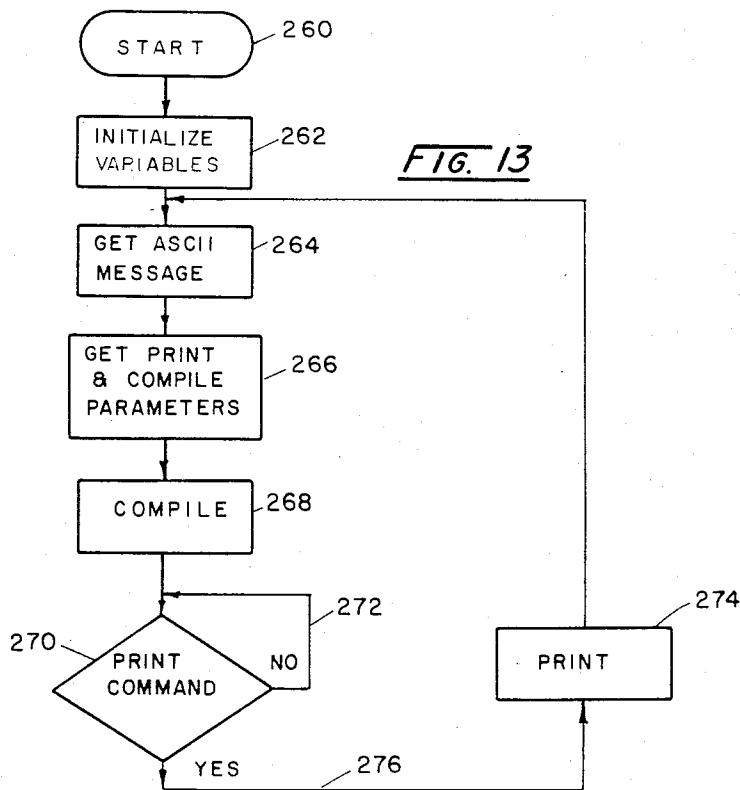 START
260
INITIALIZE
VARIABLES
262
FIG. 13
GET ASCII
MESSAGE
264
GET PRINT
& COMPILE
PARAMETERS
266
COMPILE
268
272
270
PRINT
COMMAND
NO
YES
276
274
PRINT